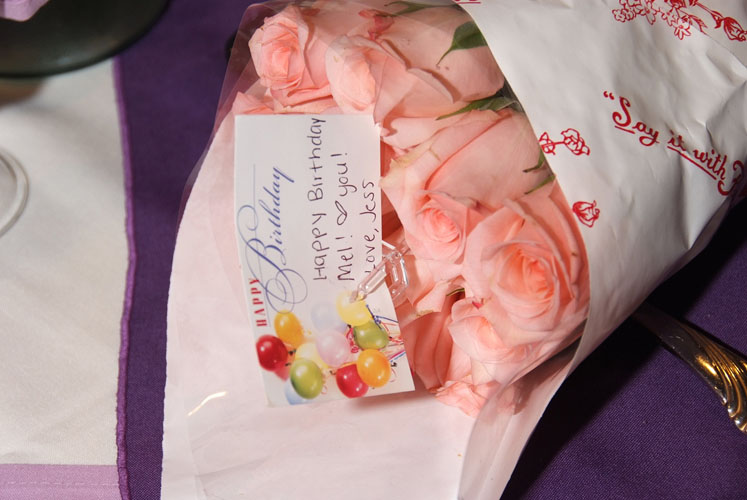 HAPPY
Birthday
Happy Birthday
Mel! ♡ you!
Love, Jess
"Say it with